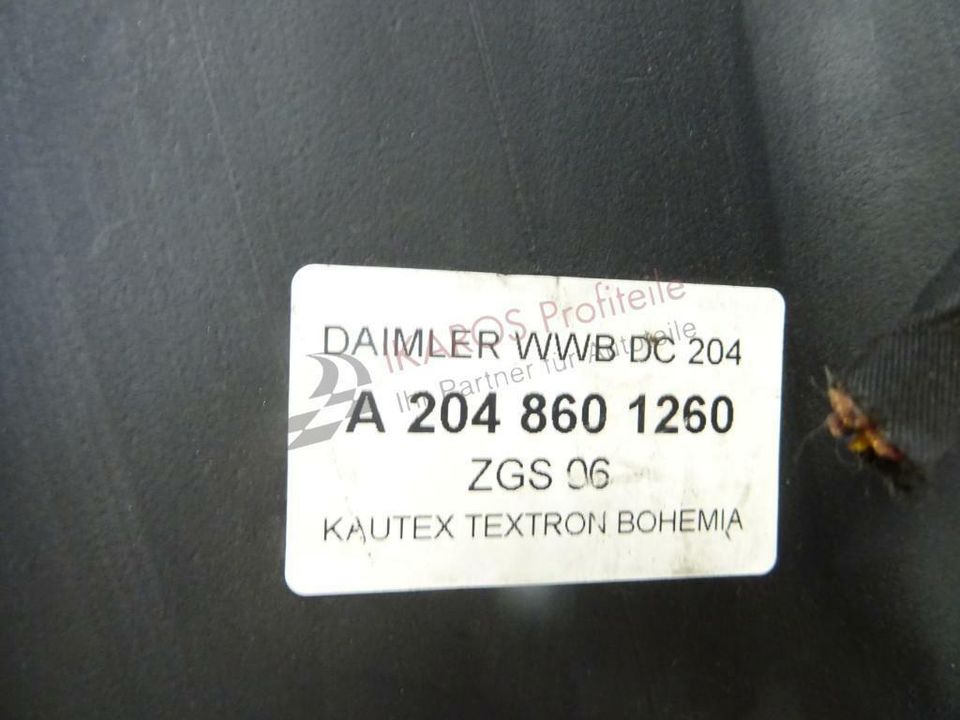 DAIMLER WWB DC 204
IKAROS Profiteile
Ihr Partner für Autoteile
A 204 860 1260
ZGS 06
KAUTEX TEXTRON BOHEMIA